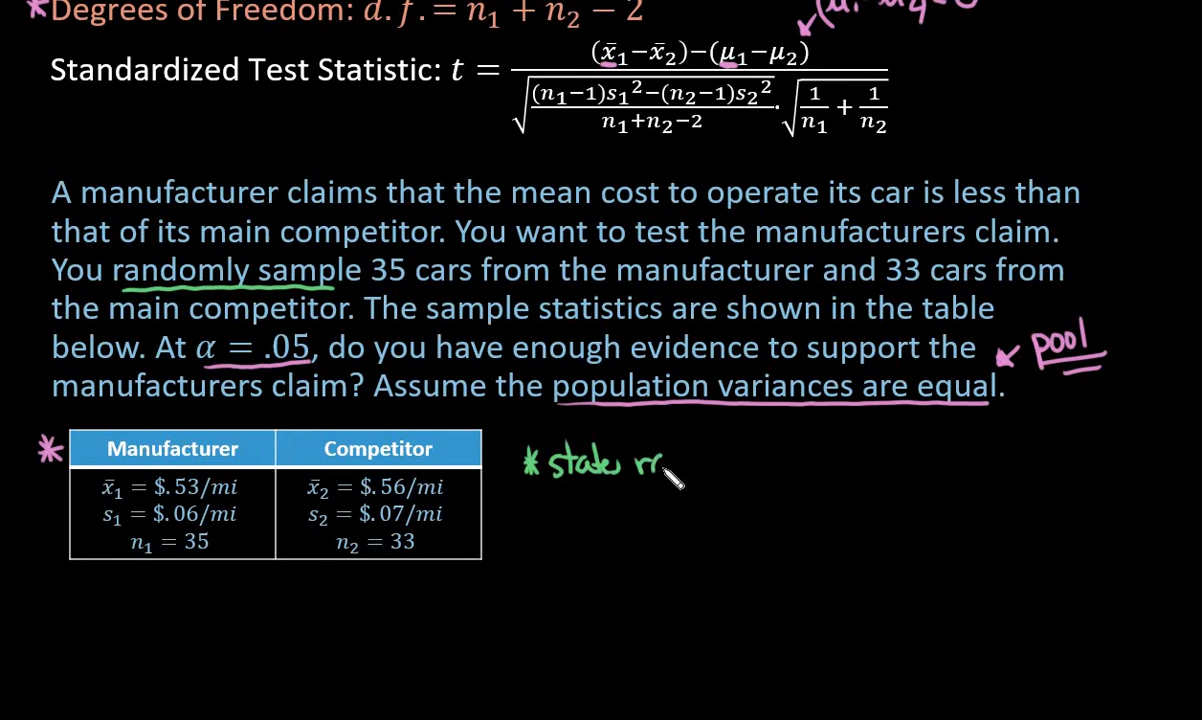 *Degrees of Freedom: d.f.= n₁ + n₂ − 2
Standardized Test Statistic: t = ((x̄₁−x̄₂)−(μ₁−μ₂)) / (√(((n₁−1)s₁²−(n₂−1)s₂²)/(n₁+n₂−2)) · √(1/n₁ + 1/n₂))
A manufacturer claims that the mean cost to operate its car is less than
that of its main competitor. You want to test the manufacturers claim.
You randomly sample 35 cars from the manufacturer and 33 cars from
the main competitor. The sample statistics are shown in the table
below. At α = .05, do you have enough evidence to support the
pool
manufacturers claim? Assume the population variances are equal.
* Manufacturer Competitor
x̄₁ = $.53/mi x̄₂ = $.56/mi
s₁ = $.06/mi s₂ = $.07/mi
n₁ = 35 n₂ = 33
* states